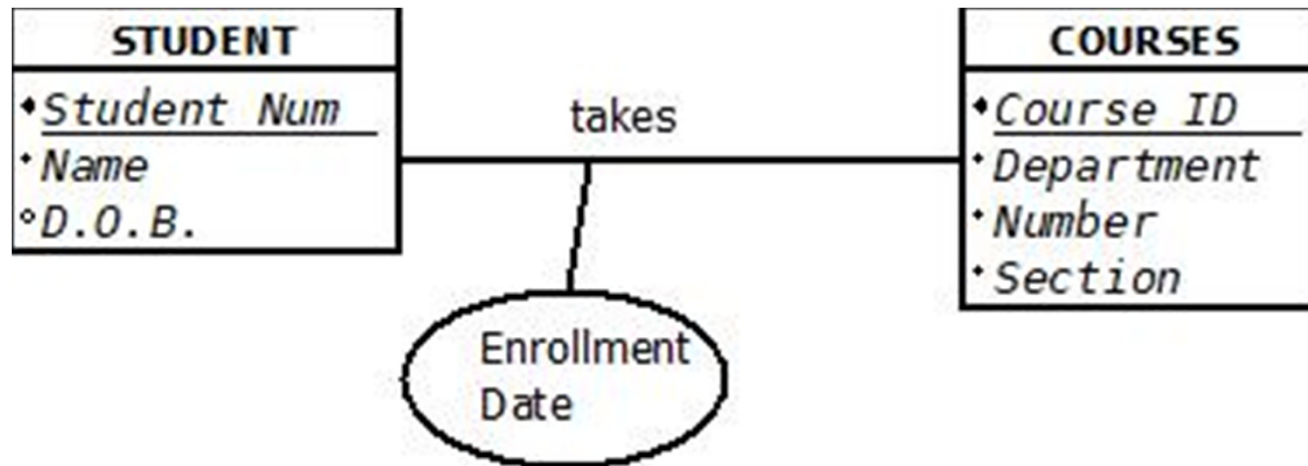 STUDENT
Student Num
Name
D.O.B.
takes
COURSES
Course ID
Department
Number
Section
Enrollment
Date